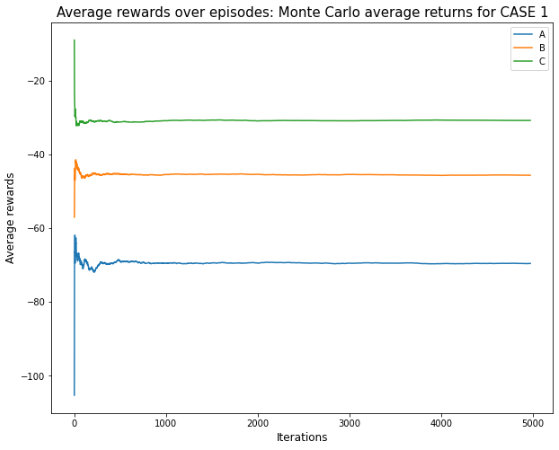 Average rewards over episodes: Monte Carlo average returns for CASE 1
A
B
C
−20
−40
−60
−80
−100
Average rewards
0
1000
2000
3000
4000
5000
Iterations